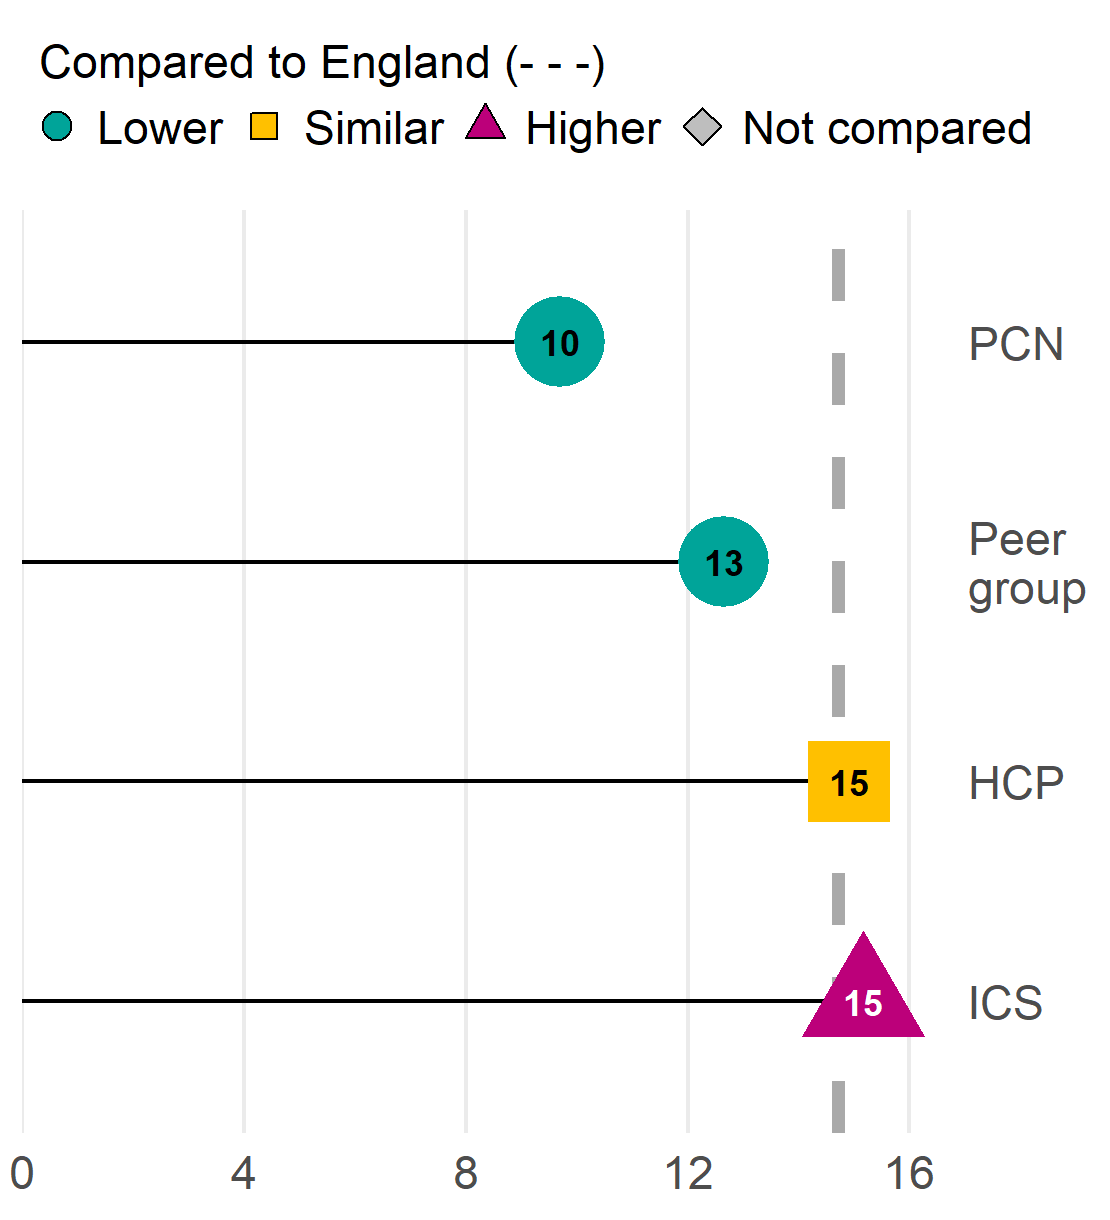 Compared to England (- - -)
Lower Similar Higher Not compared
10 PCN
13 Peer
group
15 HCP
15 ICS
0 4 8 12 16